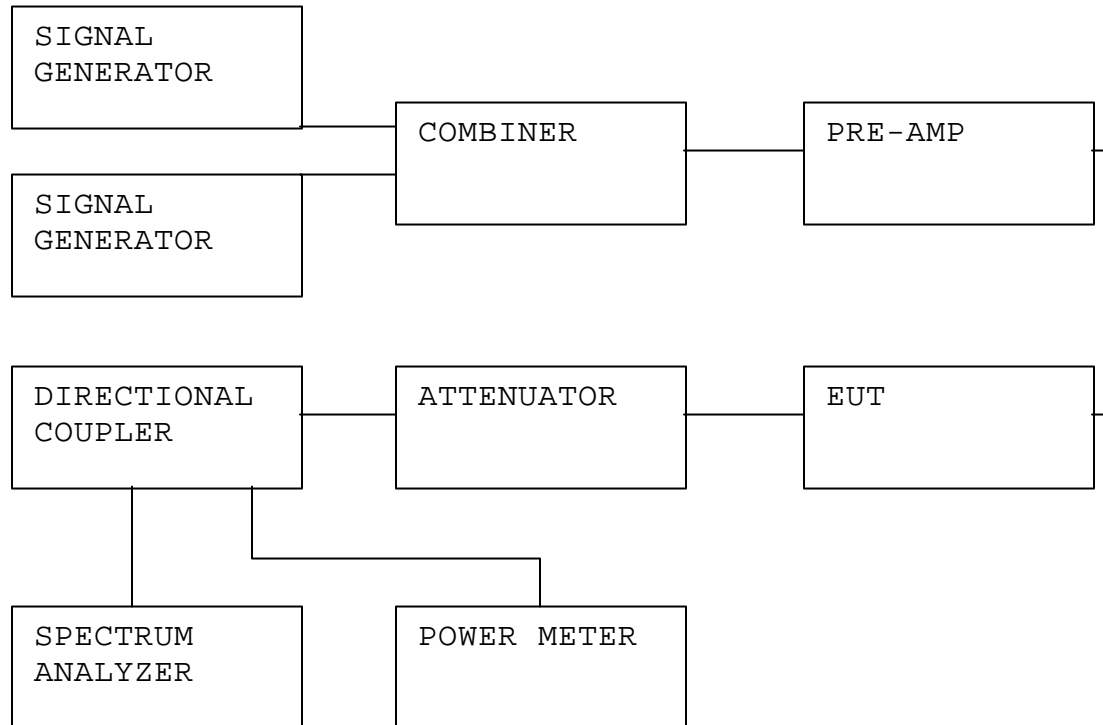 SIGNAL
GENERATOR
COMBINER
PRE-AMP
SIGNAL
GENERATOR
DIRECTIONAL
COUPLER
ATTENUATOR
EUT
SPECTRUM
ANALYZER
POWER METER